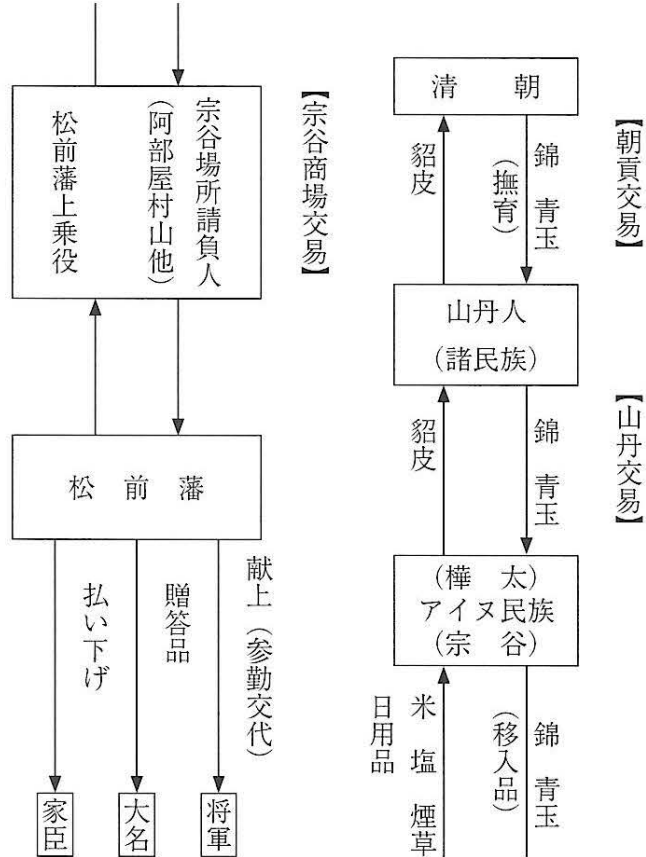 【朝貢交易】
清　朝
錦　青玉
(撫育)
貂皮
山丹人
(諸民族)
【山丹交易】
錦　青玉
貂皮
(樺　太)
アイヌ民族
(宗　谷)
錦　青玉
(移入品)
米　塩　煙草
日用品
【宗谷商場交易】
宗谷場所請負人
(阿部屋村山他)
松前藩上乗役
松　前　藩
献上(参勤交代)
贈答品
払い下げ
将軍
大名
家臣